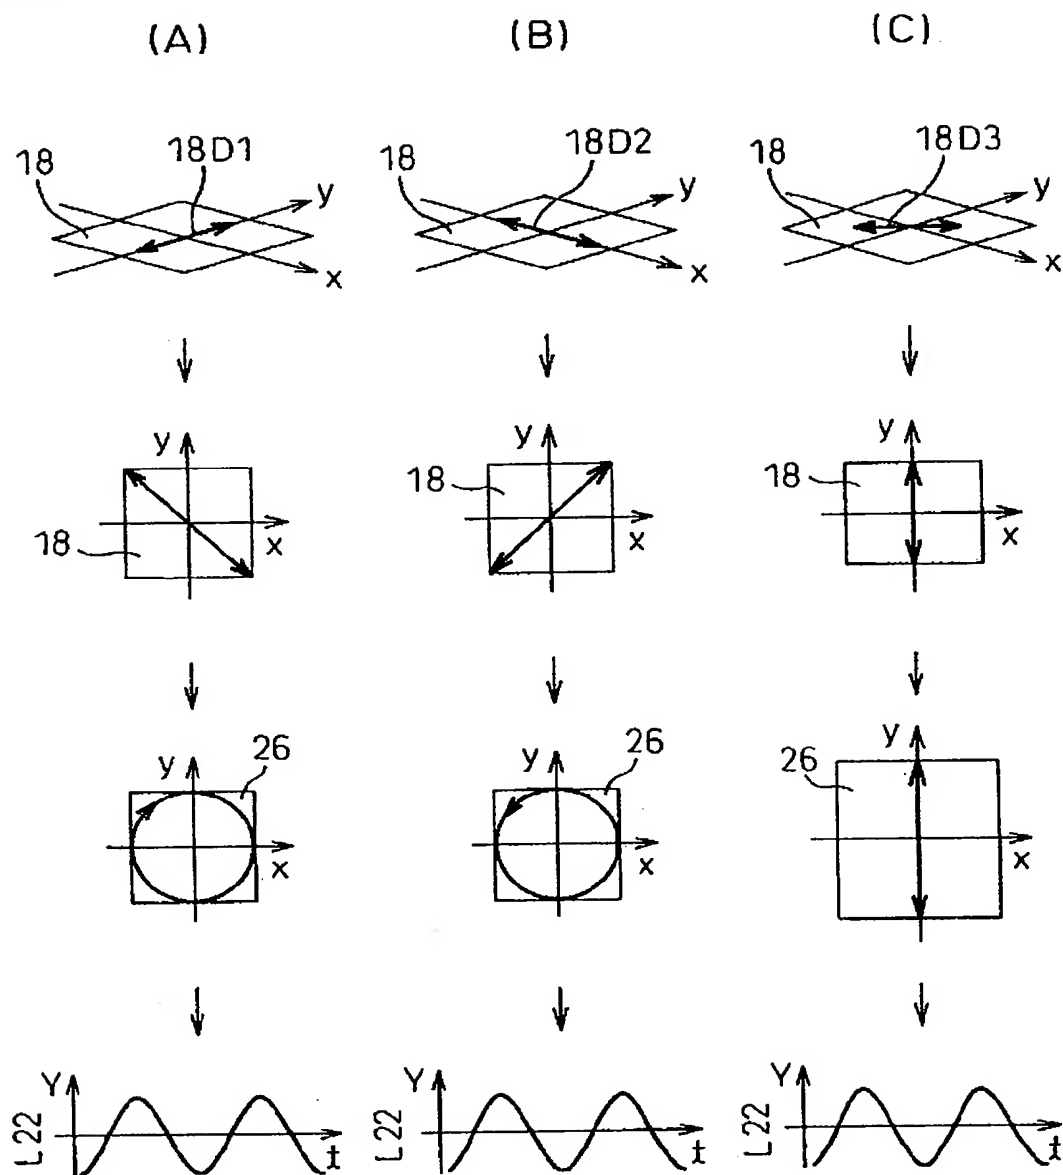 (A) (B) (C)
18 18D1 18 18D2 18 18D3
y y y
x x x
y y y
18 18
18 x x x
26 26
y y y
26
x x x
Y Y Y
L22 t L22 t L22 t